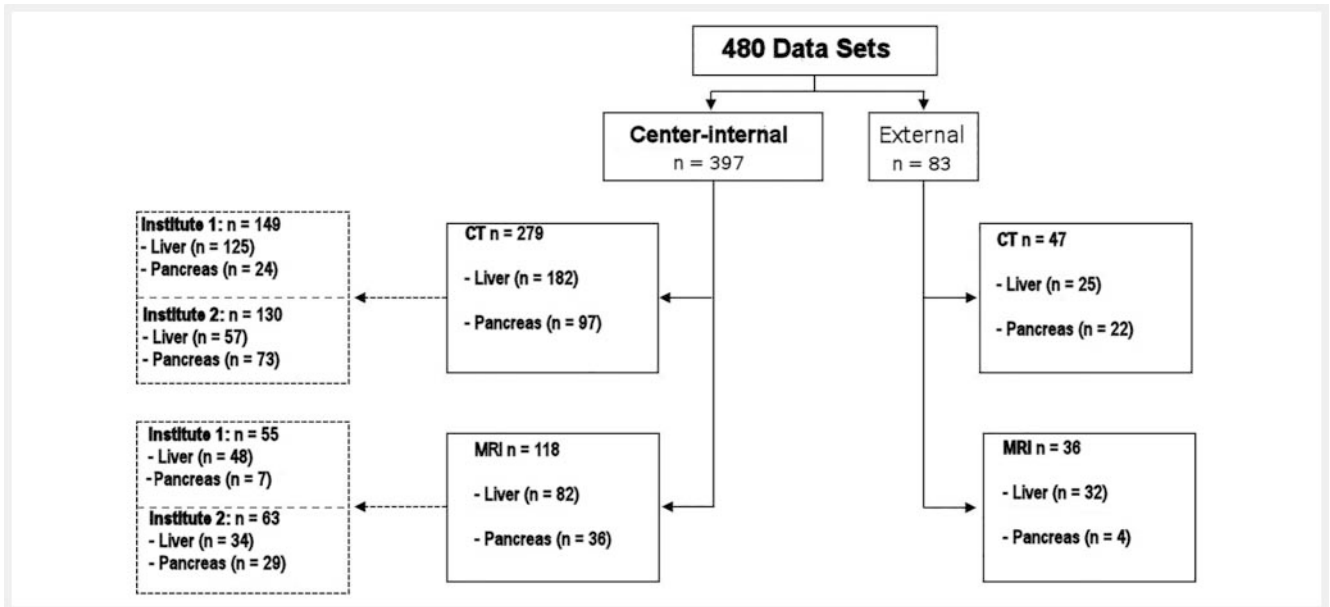 480 Data Sets
Center-internal
n = 397
External
n = 83
Institute 1: n = 149
- Liver (n = 125)
- Pancreas (n = 24)
Institute 2: n = 130
- Liver (n = 57)
- Pancreas (n = 73)
CT n = 279
- Liver (n = 182)
- Pancreas (n = 97)
CT n = 47
- Liver (n = 25)
- Pancreas (n = 22)
Institute 1: n = 55
- Liver (n = 48)
-Pancreas (n = 7)
Institute 2: n = 63
- Liver (n = 34)
- Pancreas (n = 29)
MRI n = 118
- Liver (n = 82)
- Pancreas (n = 36)
MRI n = 36
- Liver (n = 32)
- Pancreas (n = 4)